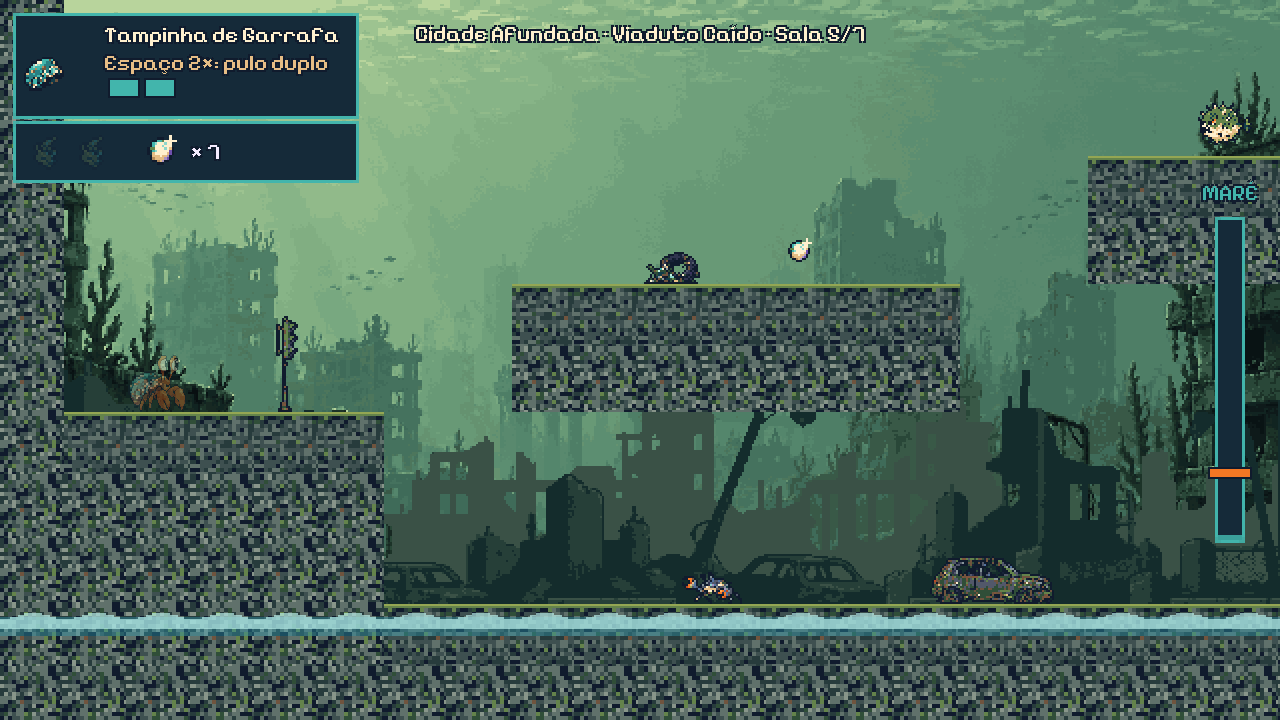 Tampinha de Garrafa
Espaço 2×: pulo duplo
× 7
Cidade Afundada · Viaduto Caído · Sala 5/7
MARÉ